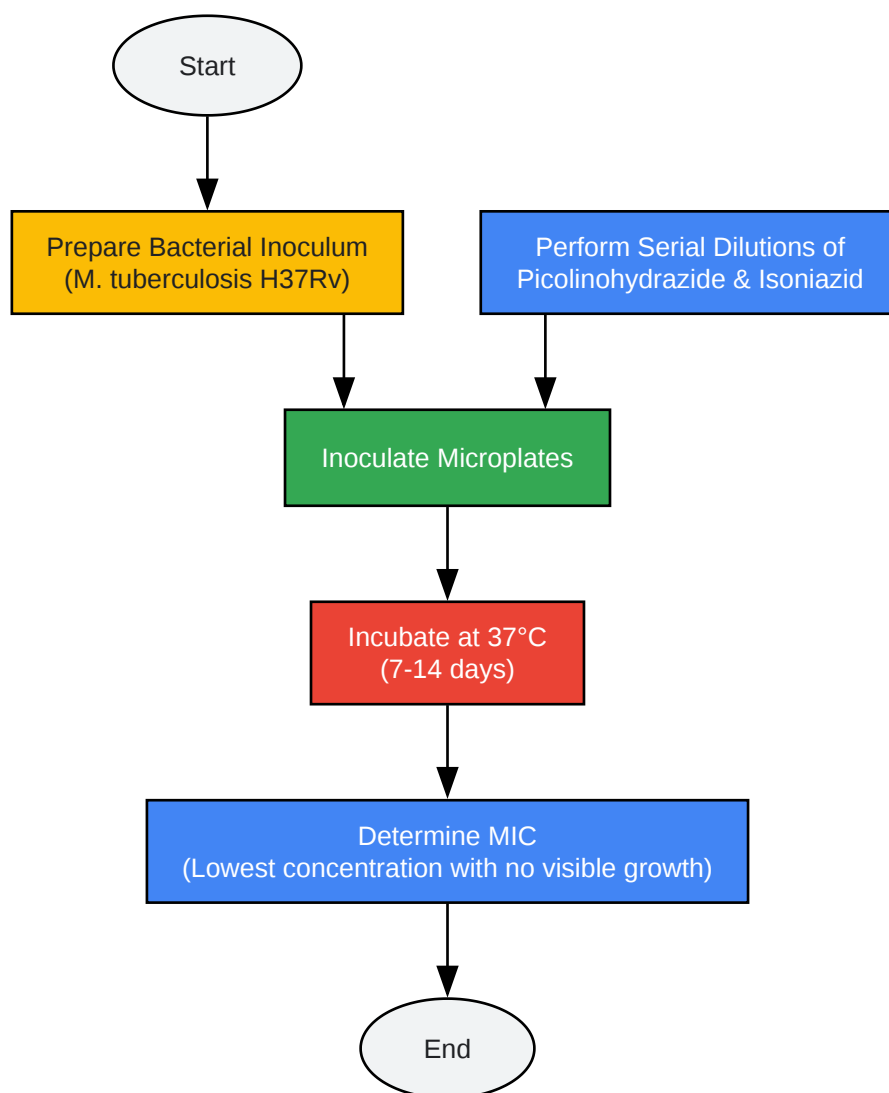 Start
Prepare Bacterial Inoculum
(M. tuberculosis H37Rv)
Perform Serial Dilutions of
Picolinohydrazide & Isoniazid
Inoculate Microplates
Incubate at 37°C
(7-14 days)
Determine MIC
(Lowest concentration with no visible growth)
End